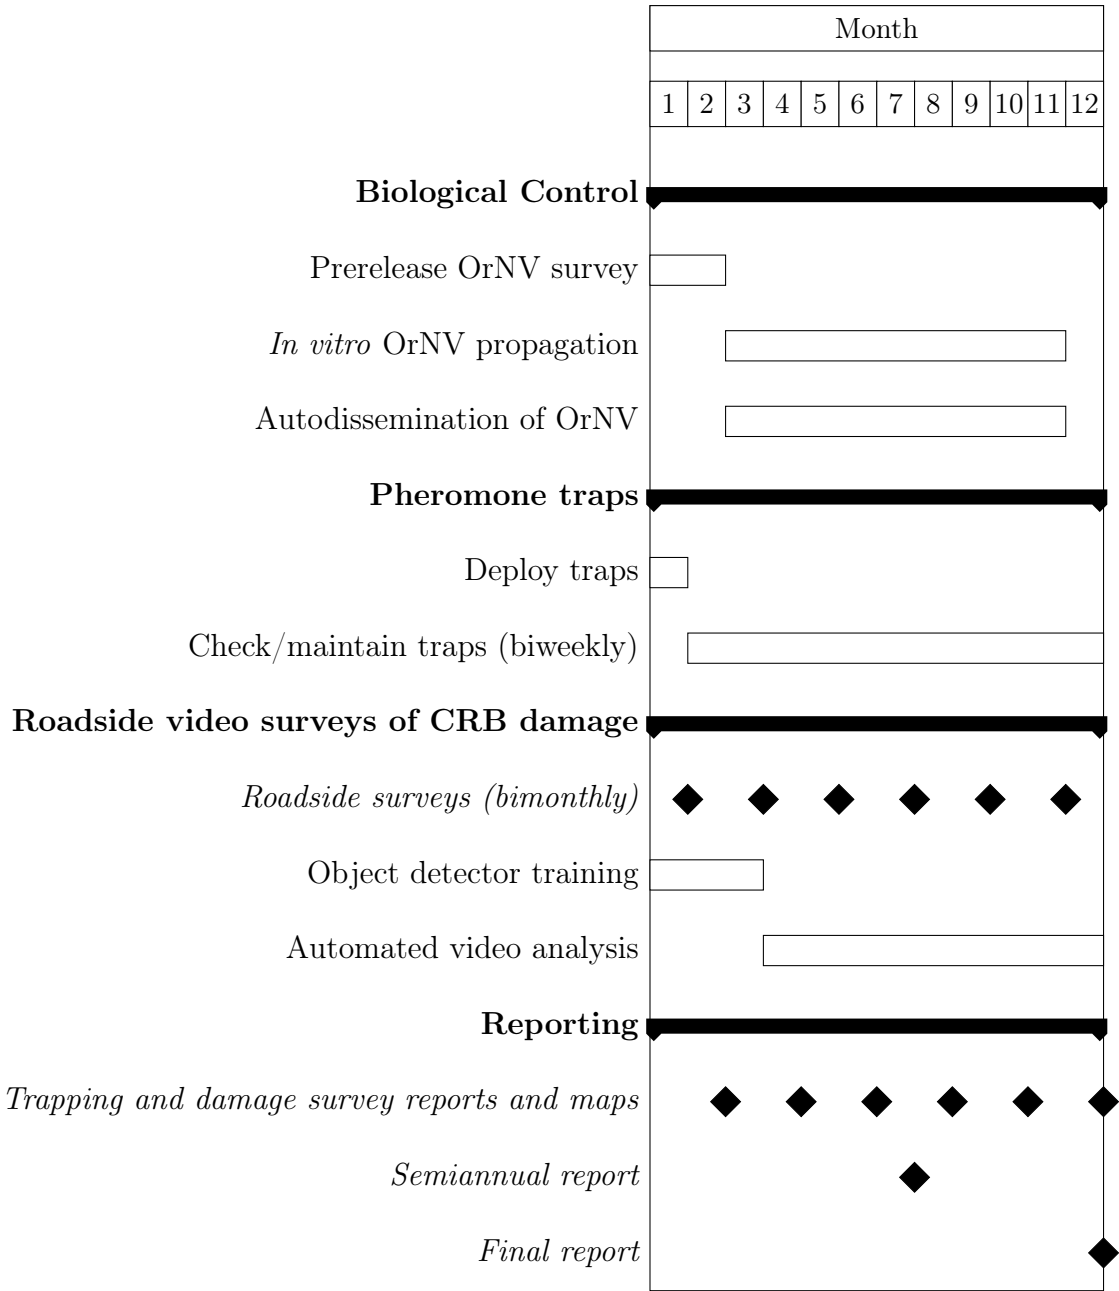 Month
1 2 3 4 5 6 7 8 9 10 11 12
Biological Control
Prerelease OrNV survey
In vitro OrNV propagation
Autodissemination of OrNV
Pheromone traps
Deploy traps
Check/maintain traps (biweekly)
Roadside video surveys of CRB damage
Roadside surveys (bimonthly)
Object detector training
Automated video analysis
Reporting
Trapping and damage survey reports and maps
Semiannual report
Final report